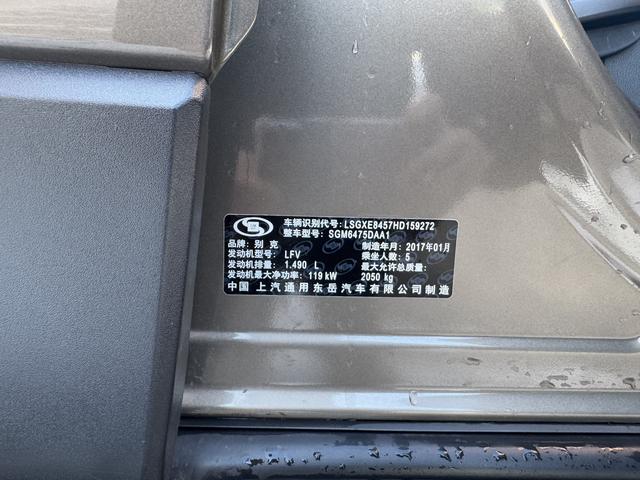 车辆识别代号: LSGXE8457HD159272
整车型号: SGM6475DAA1
品牌: 别克 制造年月: 2017年01月
发动机型号: LFV 乘坐人数: 5
发动机排量: 1.490 L 最大允许总质量:
发动机最大净功率: 119 kW 2050 kg
中国 上汽通用东岳汽车有限公司制造